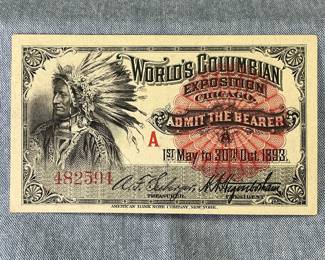 WORLD'S COLUMBIAN
EXPOSITION
CHICAGO.
ADMIT THE BEARER
A
1ST May to 30TH Oct. 1893.
482594
TREASURER.
PRESIDENT
AMERICAN BANK NOTE COMPANY, NEW YORK.